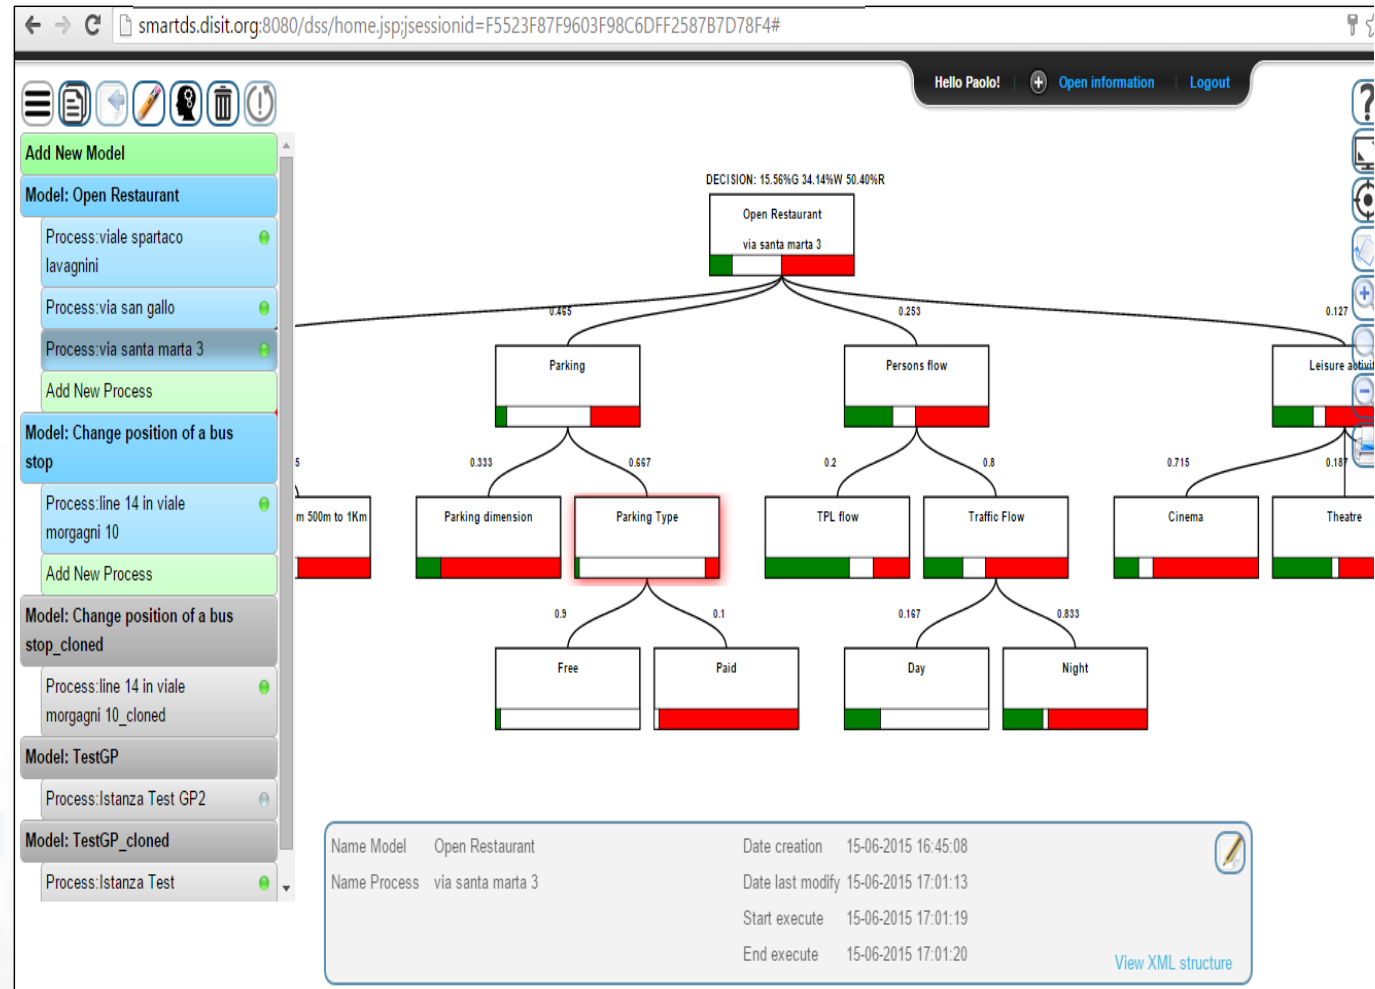 smartds.disit.org:8080/dss/home.jsp;jsessionid=F5523F87F9603F98C6DFF2587B7D78F4#
Hello Paolo!
Open information
Logout
Add New Model
Model: Open Restaurant
Process:viale spartaco
lavagnini
Process:via san gallo
Process:via santa marta 3
Add New Process
Model: Change position of a bus
stop
Process:line 14 in viale
morgagni 10
Add New Process
Model: Change position of a bus
stop_cloned
Process:line 14 in viale
morgagni 10_cloned
Model: TestGP
Process:Istanza Test GP2
Model: TestGP_cloned
Process:Istanza Test
DECISION: 15.56%G 34.14%W 50.40%R
Open Restaurant
via santa marta 3
0.465
0.253
0.127
Parking
Persons flow
Leisure
5
0.333
0.667
0.2
0.8
0.715
0.187
m 500m to 1Km
Parking dimension
Parking Type
TPL flow
Traffic Flow
Cinema
Theatre
0.9
0.1
0.167
0.833
Free
Paid
Day
Night
Name Model Open Restaurant
Name Process via santa marta 3
Date creation 15-06-2015 16:45:08
Date last modify 15-06-2015 17:01:13
Start execute 15-06-2015 17:01:19
End execute 15-06-2015 17:01:20
View XML structure